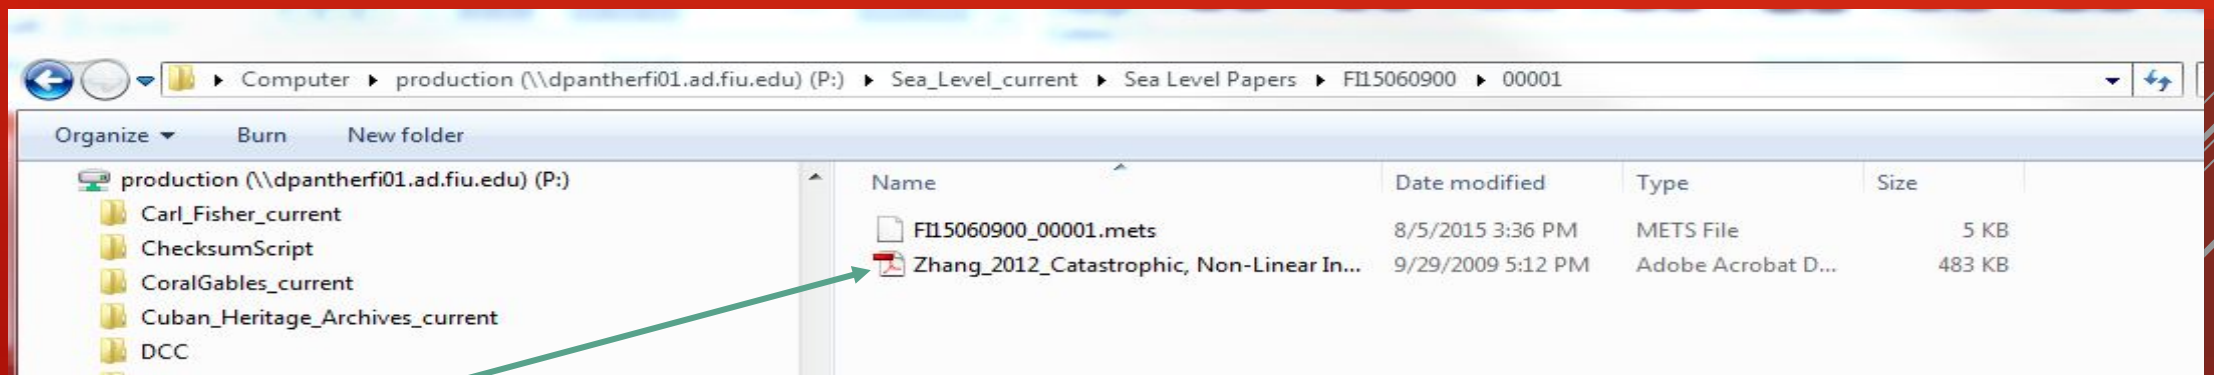 Computer production (\\dpantherfi01.ad.fiu.edu) (P:) Sea_Level_current Sea Level Papers FI15060900 00001
Organize Burn New folder
production (\\dpantherfi01.ad.fiu.edu) (P:)
Carl_Fisher_current
ChecksumScript
CoralGables_current
Cuban_Heritage_Archives_current
DCC
Name Date modified Type Size
FI15060900_00001.mets 8/5/2015 3:36 PM METS File 5 KB
Zhang_2012_Catastrophic, Non-Linear In... 9/29/2009 5:12 PM Adobe Acrobat D... 483 KB